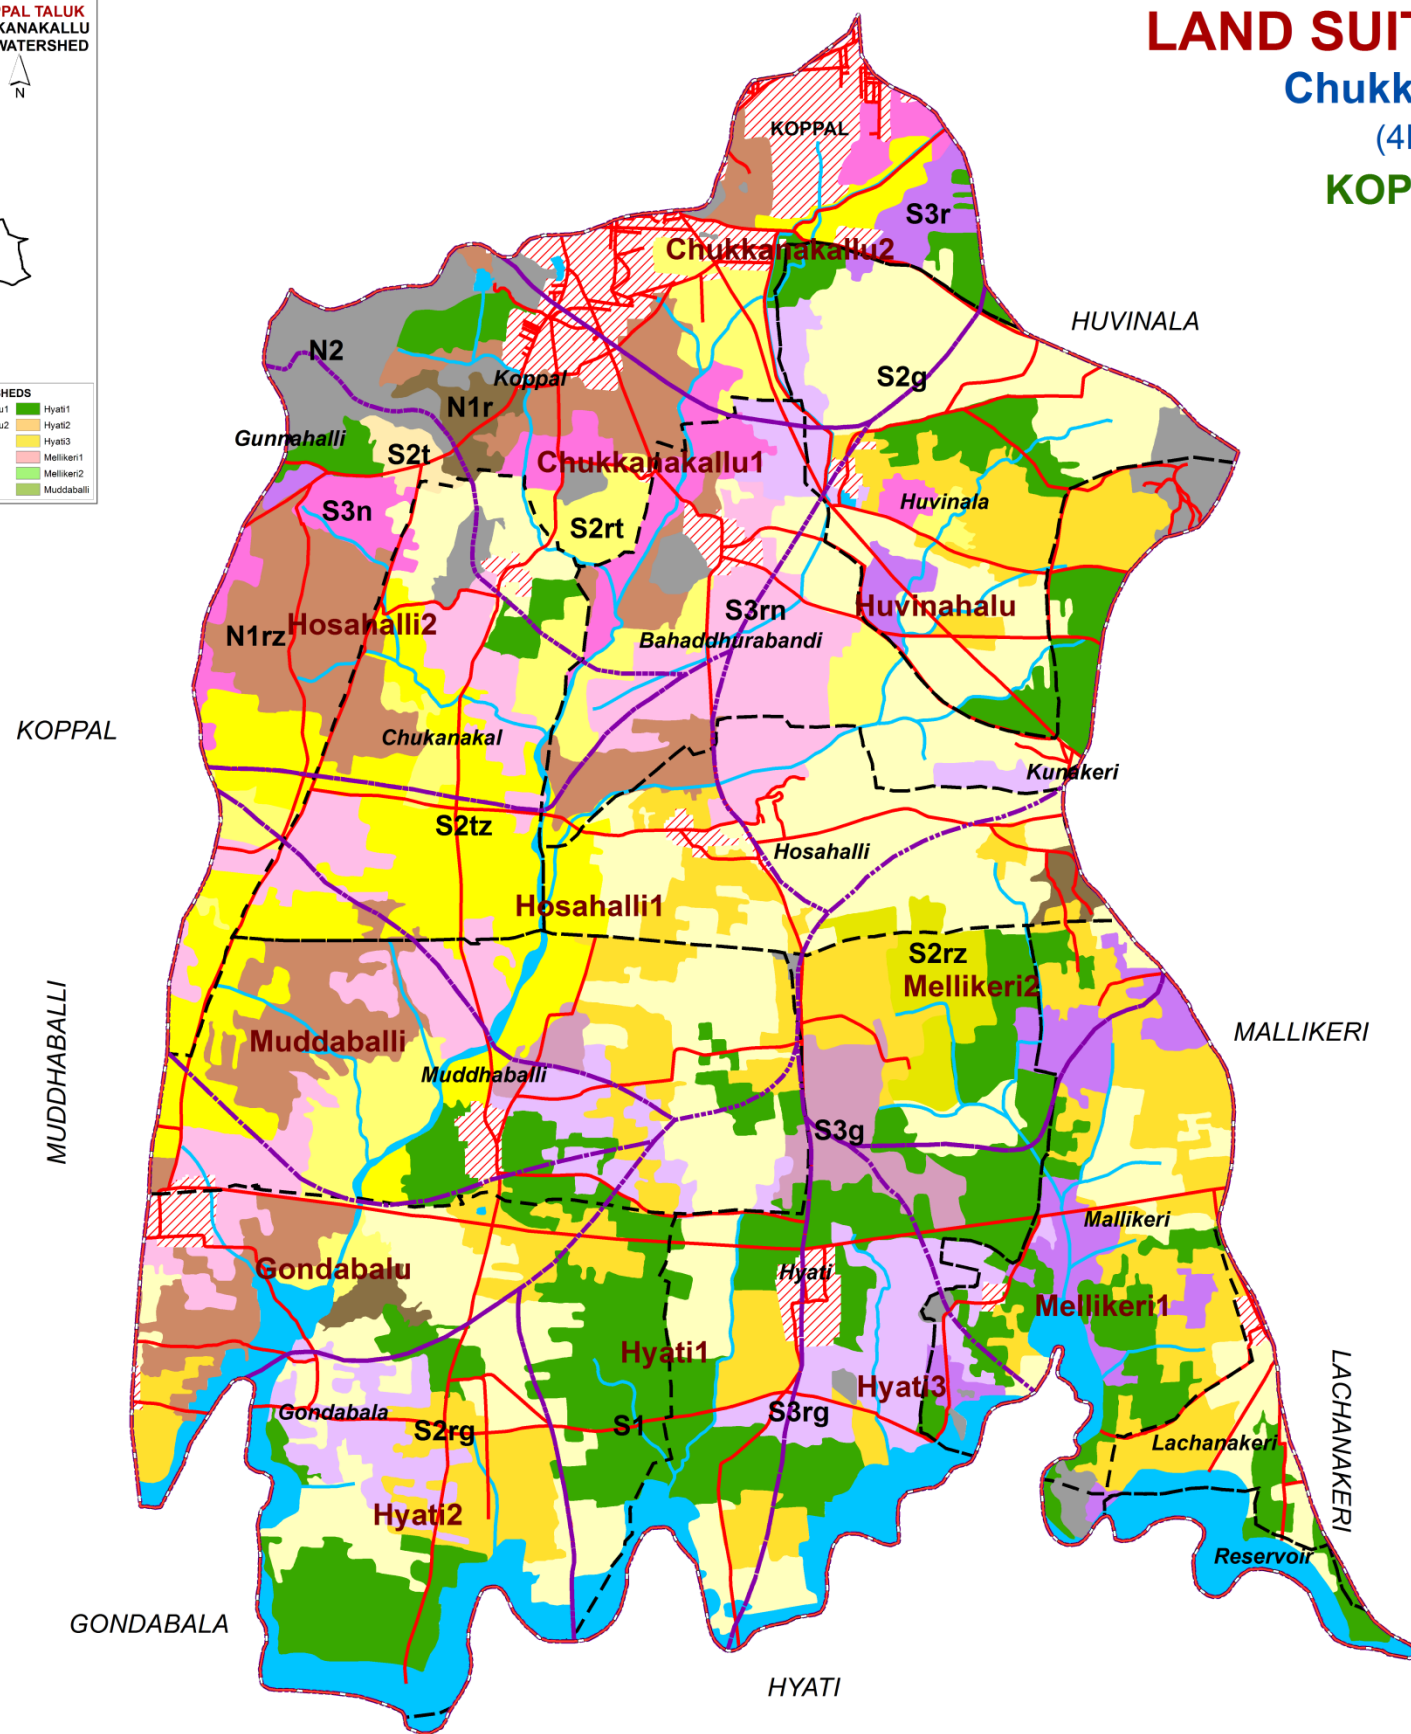 PAL TALUK
KANAKALLU
WATERSHED
N
LAND SUI
Chukk
KOP
KOPPAL
S3r
Chukkanakallu2
HUVINALA
N2
S2g
Koppal
N1r
HEDS
u1
Hyati1
u2
Hyati2
Hyati3
Mellikeri1
Mellikeri2
Muddaballi
Gunnahalli
S2t
Chukkanakallu1
Huvinala
S3n
S2rt
S3rn
Huvinahalu
N1rz
Hosahalli2
Bahaddhurabandi
KOPPAL
Chukanakal
Kunakeri
S2tz
Hosahalli
Hosahalli1
S2rz
Mellikeri2
MALLIKERI
Muddaballi
MUDDHABALLI
Muddhaballi
S3g
Mallikeri
Gondabalu
Hyati
Mellikeri1
Hyati1
Hyati3
LACHANAKERI
Gondabala
S2rg
S1
S3rg
Lachanakeri
Hyati2
Reservoir
GONDABALA
HYATI